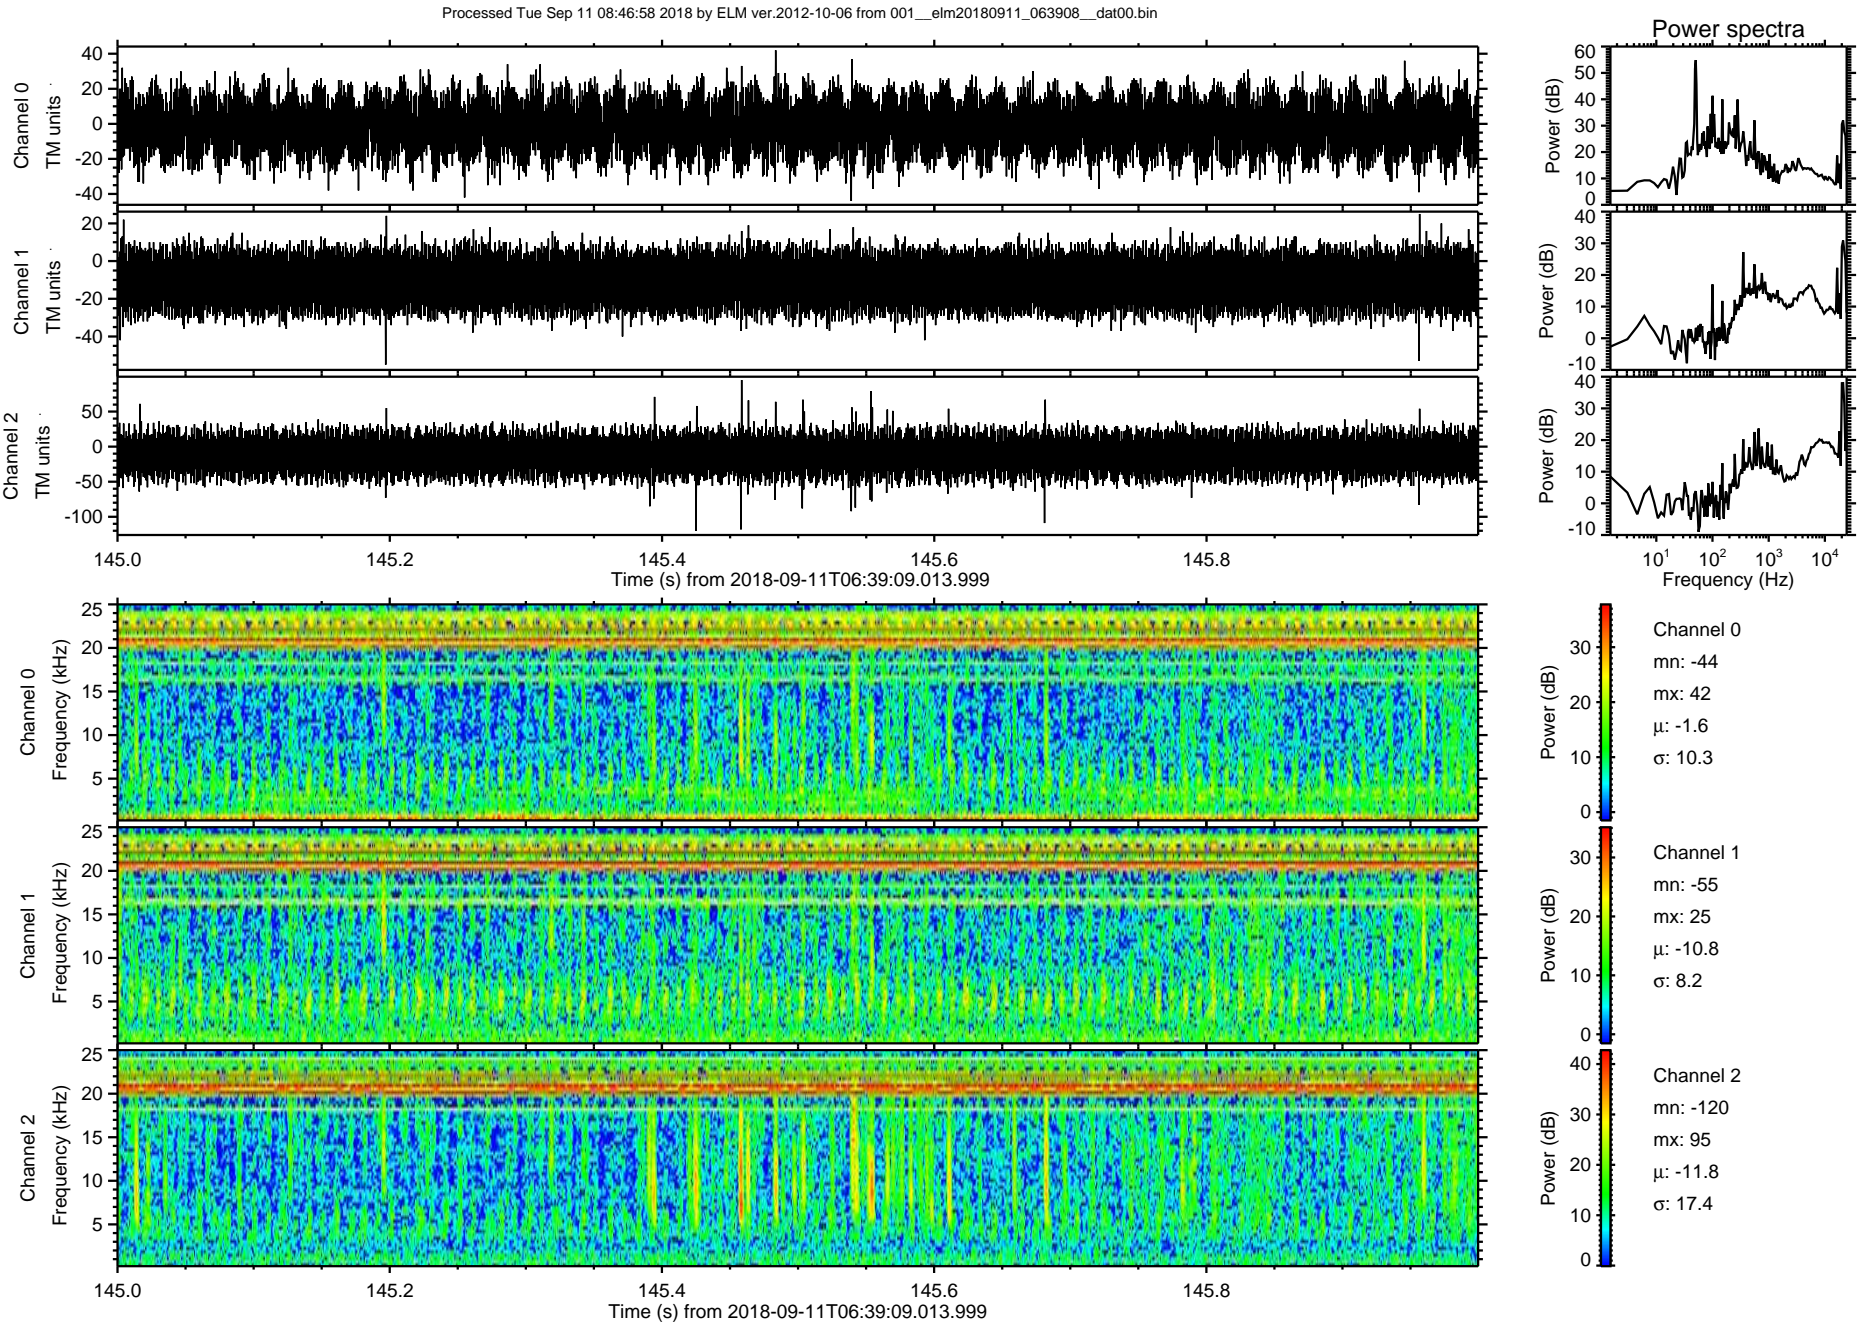 Processed Tue Sep 11 08:46:58 2018 by ELM ver.2012-10-06 from 001__elm20180911_063908__dat00.bin
Power spectra
Channel 0
TM units
40
20
0
-20
-40
Power (dB)
60
50
40
30
20
10
0
Channel 1
TM units
20
0
-20
-40
Power (dB)
40
30
20
10
0
-10
Channel 2
TM units
50
0
-50
-100
Power (dB)
40
30
20
10
0
-10
145.0 145.2 145.4 145.6 145.8
Time (s) from 2018-09-11T06:39:09.013.999
10¹ 10² 10³ 10⁴
Frequency (Hz)
Channel 0
Frequency (kHz)
25
20
15
10
5
Power (dB)
30
20
10
0
Channel 0
mn: -44
mx: 42
μ: -1.6
σ: 10.3
Channel 1
Frequency (kHz)
25
20
15
10
5
Power (dB)
30
20
10
0
Channel 1
mn: -55
mx: 25
μ: -10.8
σ: 8.2
Channel 2
Frequency (kHz)
25
20
15
10
5
Power (dB)
40
30
20
10
0
Channel 2
mn: -120
mx: 95
μ: -11.8
σ: 17.4
145.0 145.2 145.4 145.6 145.8
Time (s) from 2018-09-11T06:39:09.013.999